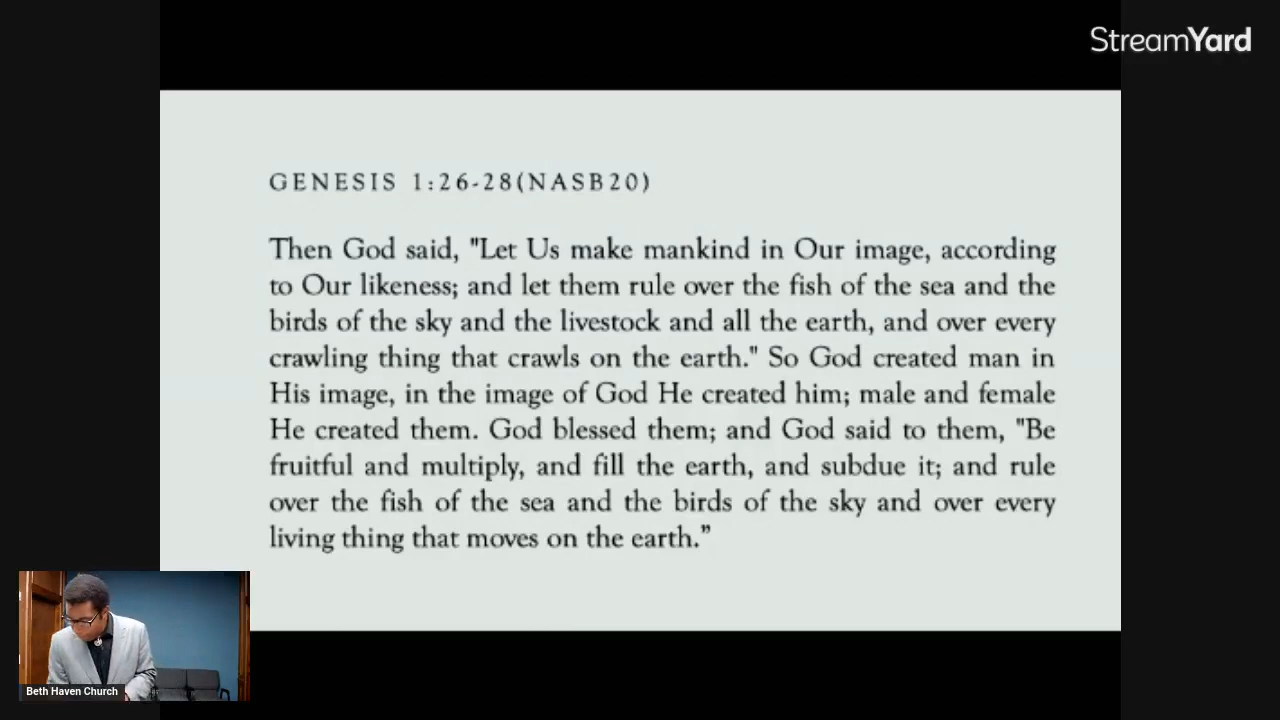 StreamYard
GENESIS 1:26-28(NASB20)
Then God said, "Let Us make mankind in Our image, according
to Our likeness; and let them rule over the fish of the sea and the
birds of the sky and the livestock and all the earth, and over every
crawling thing that crawls on the earth." So God created man in
His image, in the image of God He created him; male and female
He created them. God blessed them; and God said to them, "Be
fruitful and multiply, and fill the earth, and subdue it; and rule
over the fish of the sea and the birds of the sky and over every
living thing that moves on the earth.”
Beth Haven Church